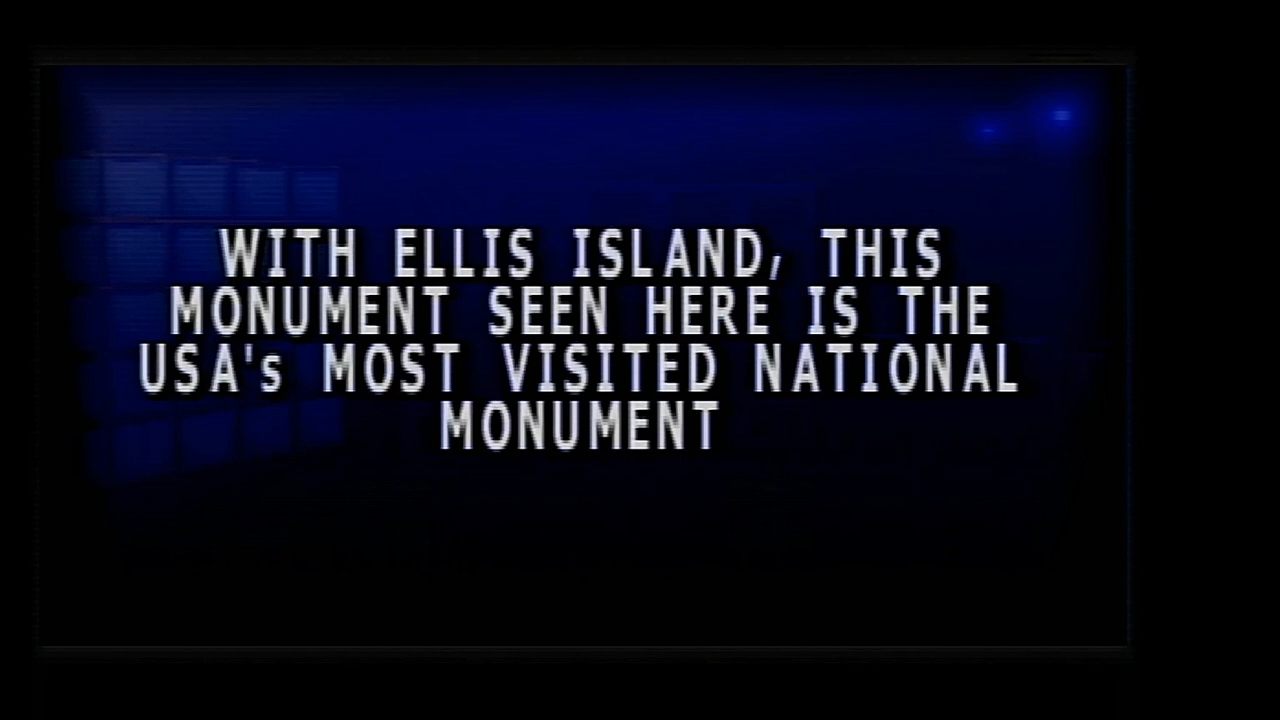 WITH ELLIS ISLAND, THIS
MONUMENT SEEN HERE IS THE
USA's MOST VISITED NATIONAL
MONUMENT